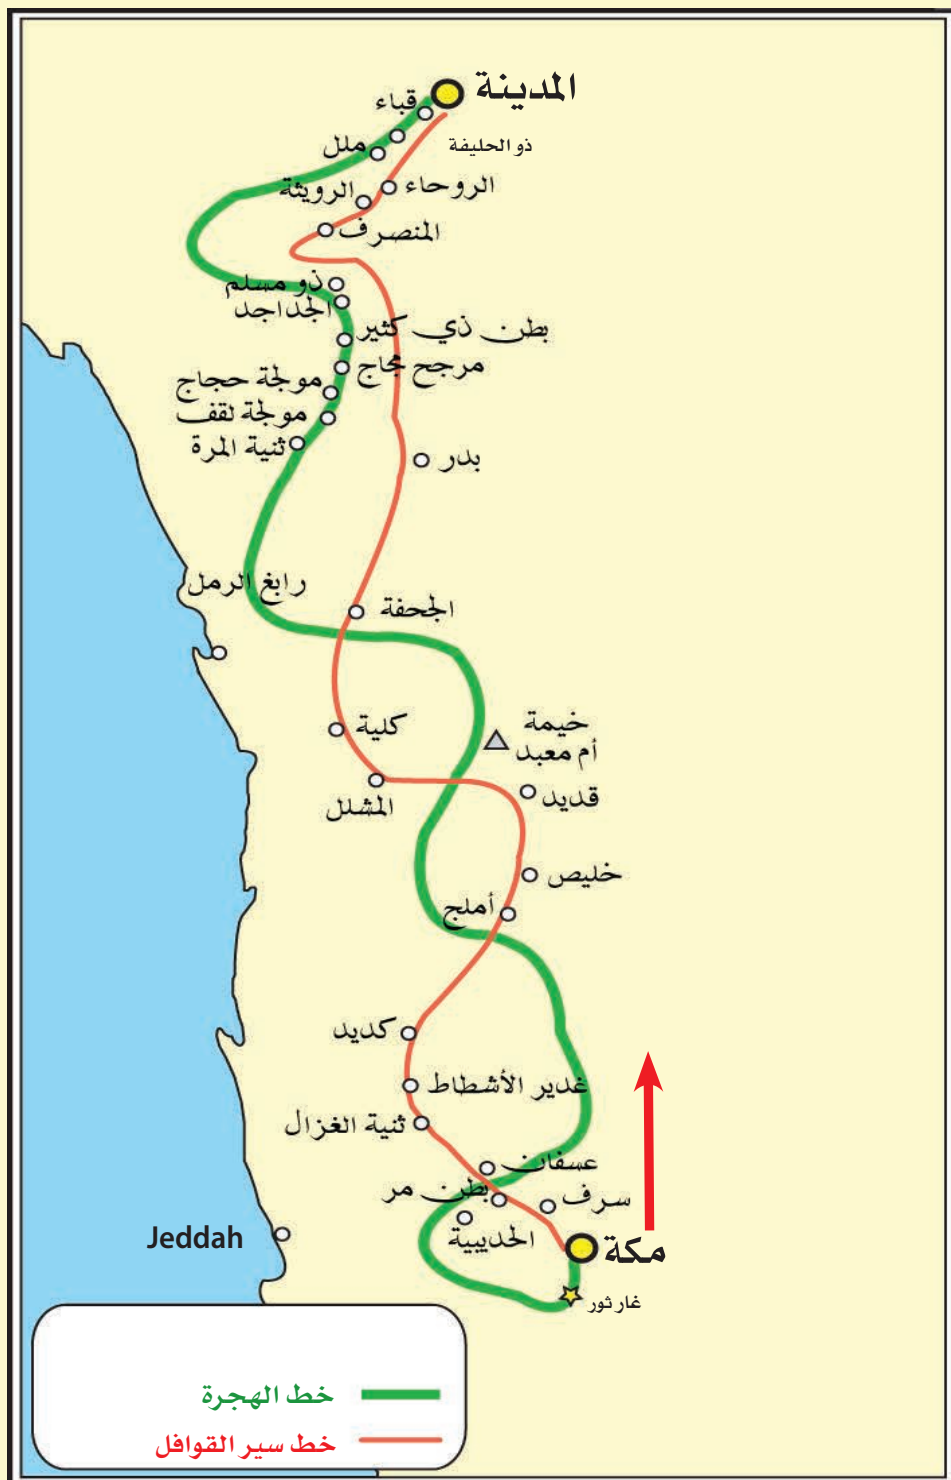 المدينة
قباء
ذو الحليفة
ملل
الروحاء
الرويثة
المنصرف
ذو مسلم
الجداجد
بطن ذي كثير
مرجح مجاج
مولجة حجاج
مولجة لقف
ثنية المرة
بدر
رابغ الرمل
الجحفة
كلية
خيمة
أم معبد
المشلل
قديد
خليص
أملج
كديد
غدير الأشطاط
ثنية الغزال
عسفان
بطن مر
سرف
الحديبية
Jeddah
مكة
غار ثور
خط الهجرة
خط سير القوافل